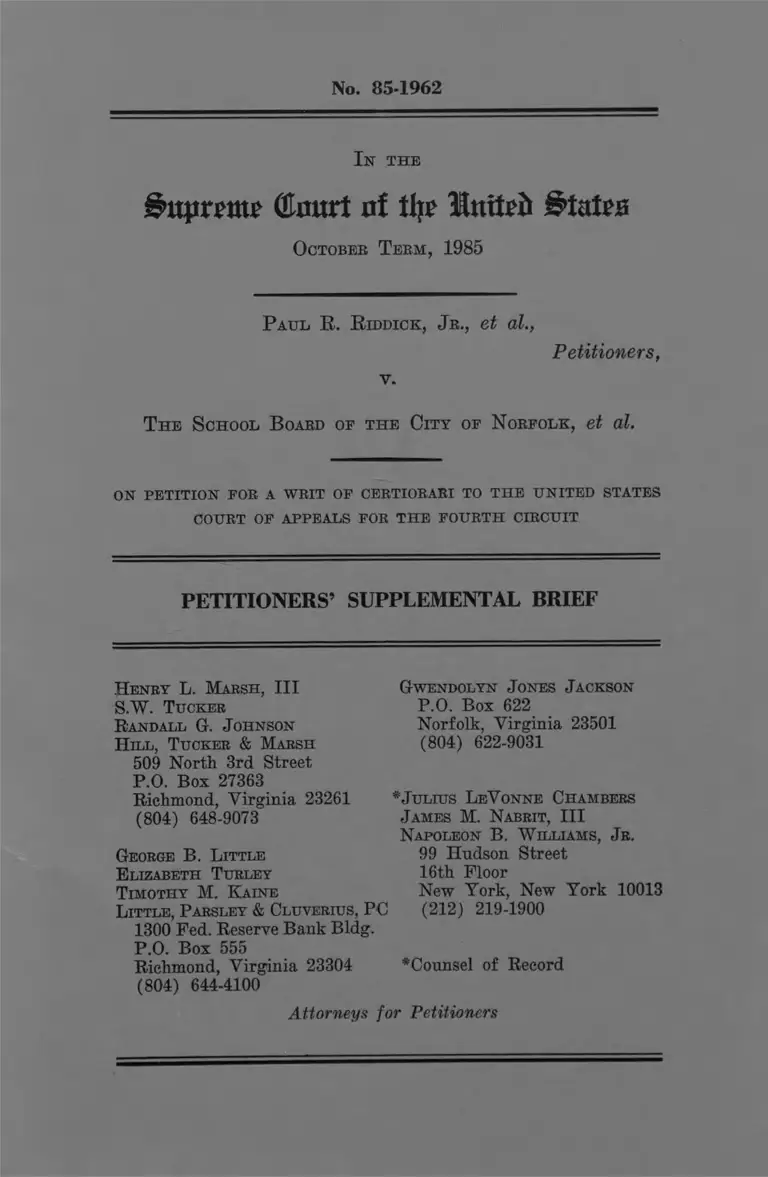 No. 85-1962
IN THE
Supreme Court of the United States
OCTOBER TERM, 1985
PAUL R. RIDDICK, JR., et al.,
Petitioners,
v.
THE SCHOOL BOARD OF THE CITY OF NORFOLK, et al.
ON PETITION FOR A WRIT OF CERTIORARI TO THE UNITED STATES
COURT OF APPEALS FOR THE FOURTH CIRCUIT
PETITIONERS' SUPPLEMENTAL BRIEF
HENRY L. MARSH, III
S.W. TUCKER
RANDALL G. JOHNSON
HILL, TUCKER & MARSH
509 North 3rd Street
P.O. Box 27363
Richmond, Virginia 23261
(804) 648-9073
GEORGE B. LITTLE
ELIZABETH TURLEY
TIMOTHY M. KAINE
LITTLE, PARSLEY & CLUVERIUS, PC
1300 Fed. Reserve Bank Bldg.
P.O. Box 555
Richmond, Virginia 23304
(804) 644-4100
GWENDOLYN JONES JACKSON
P.O. Box 622
Norfolk, Virginia 23501
(804) 622-9031
*JULIUS LEVONNE CHAMBERS
JAMES M. NABRIT, III
NAPOLEON B. WILLIAMS, JR.
99 Hudson Street
16th Floor
New York, New York 10013
(212) 219-1900
*Counsel of Record
Attorneys for Petitioners